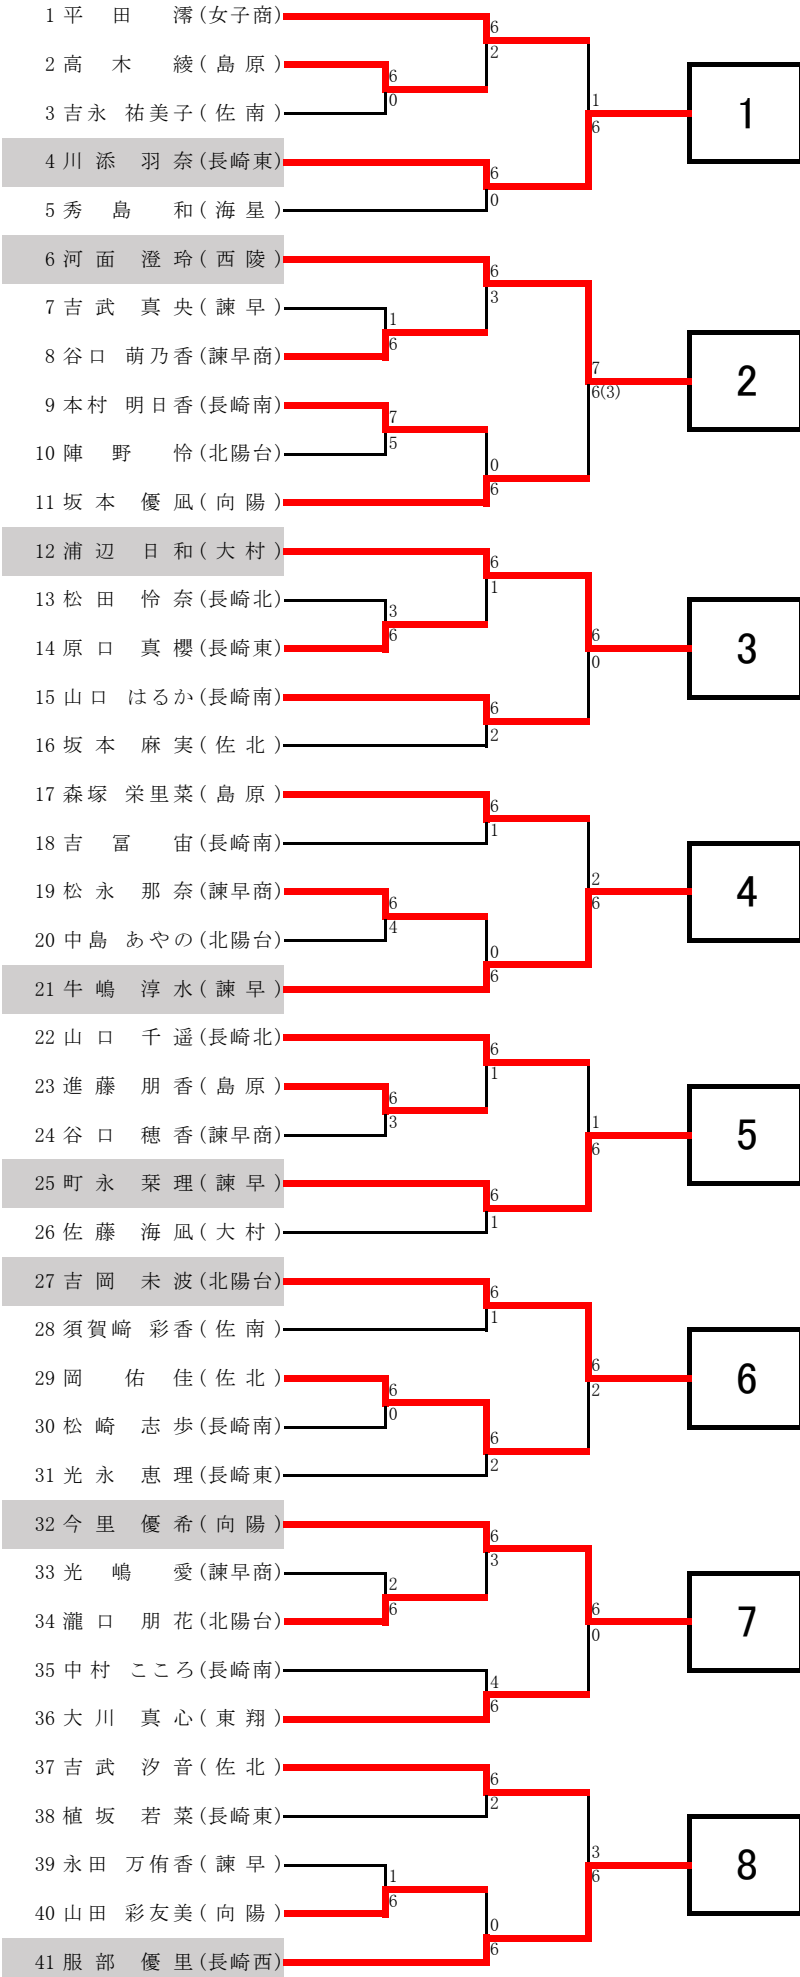 1 平田 澪 (女子商)
6
2
2 高木 綾 (島原)
6
0
3 吉永 祐美子 (佐南)
1
6
1
4 川添 羽奈 (長崎東)
6
0
5 秀島 和 (海星)
6 河面 澄玲 (西陵)
6
3
7 吉武 真央 (諫早)
1
6
8 谷口 萌乃香 (諫早商)
7
6(3)
2
9 本村 明日香 (長崎南)
7
5
10 陣野 怜 (北陽台)
0
6
11 坂本 優凪 (向陽)
12 浦辺 日和 (大村)
6
1
13 松田 怜奈 (長崎北)
3
6
14 原口 真櫻 (長崎東)
6
0
3
15 山口 はるか (長崎南)
6
2
16 坂本 麻実 (佐北)
17 森塚 栄里菜 (島原)
6
1
18 吉冨 宙 (長崎南)
2
6
4
19 松永 那奈 (諫早商)
6
4
20 中島 あやの (北陽台)
0
6
21 牛嶋 淳水 (諫早)
22 山口 千遥 (長崎北)
6
1
23 進藤 朋香 (島原)
6
3
24 谷口 穂香 (諫早商)
1
6
5
25 町永 栞理 (諫早)
6
1
26 佐藤 海凪 (大村)
27 吉岡 未波 (北陽台)
6
1
28 須賀﨑 彩香 (佐南)
6
2
6
29 岡 佑佳 (佐北)
6
0
30 松崎 志歩 (長崎南)
6
2
31 光永 恵理 (長崎東)
32 今里 優希 (向陽)
6
3
33 光嶋 愛 (諫早商)
2
6
34 瀧口 朋花 (北陽台)
6
0
7
35 中村 こころ (長崎南)
4
6
36 大川 真心 (東翔)
37 吉武 汐音 (佐北)
6
2
38 植坂 若菜 (長崎東)
3
6
8
39 永田 万侑香 (諫早)
1
6
40 山田 彩友美 (向陽)
0
6
41 服部 優里 (長崎西)